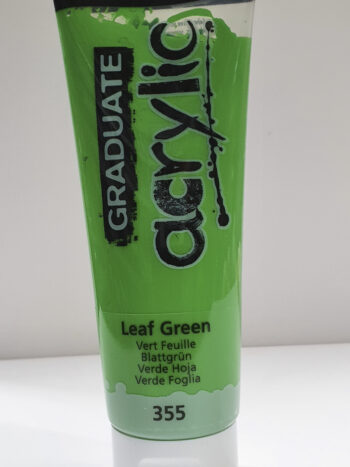 GRADUATE
acrylic
Leaf Green
Vert Feuille
Blattgrün
Verde Hoja
Verde Foglia
355